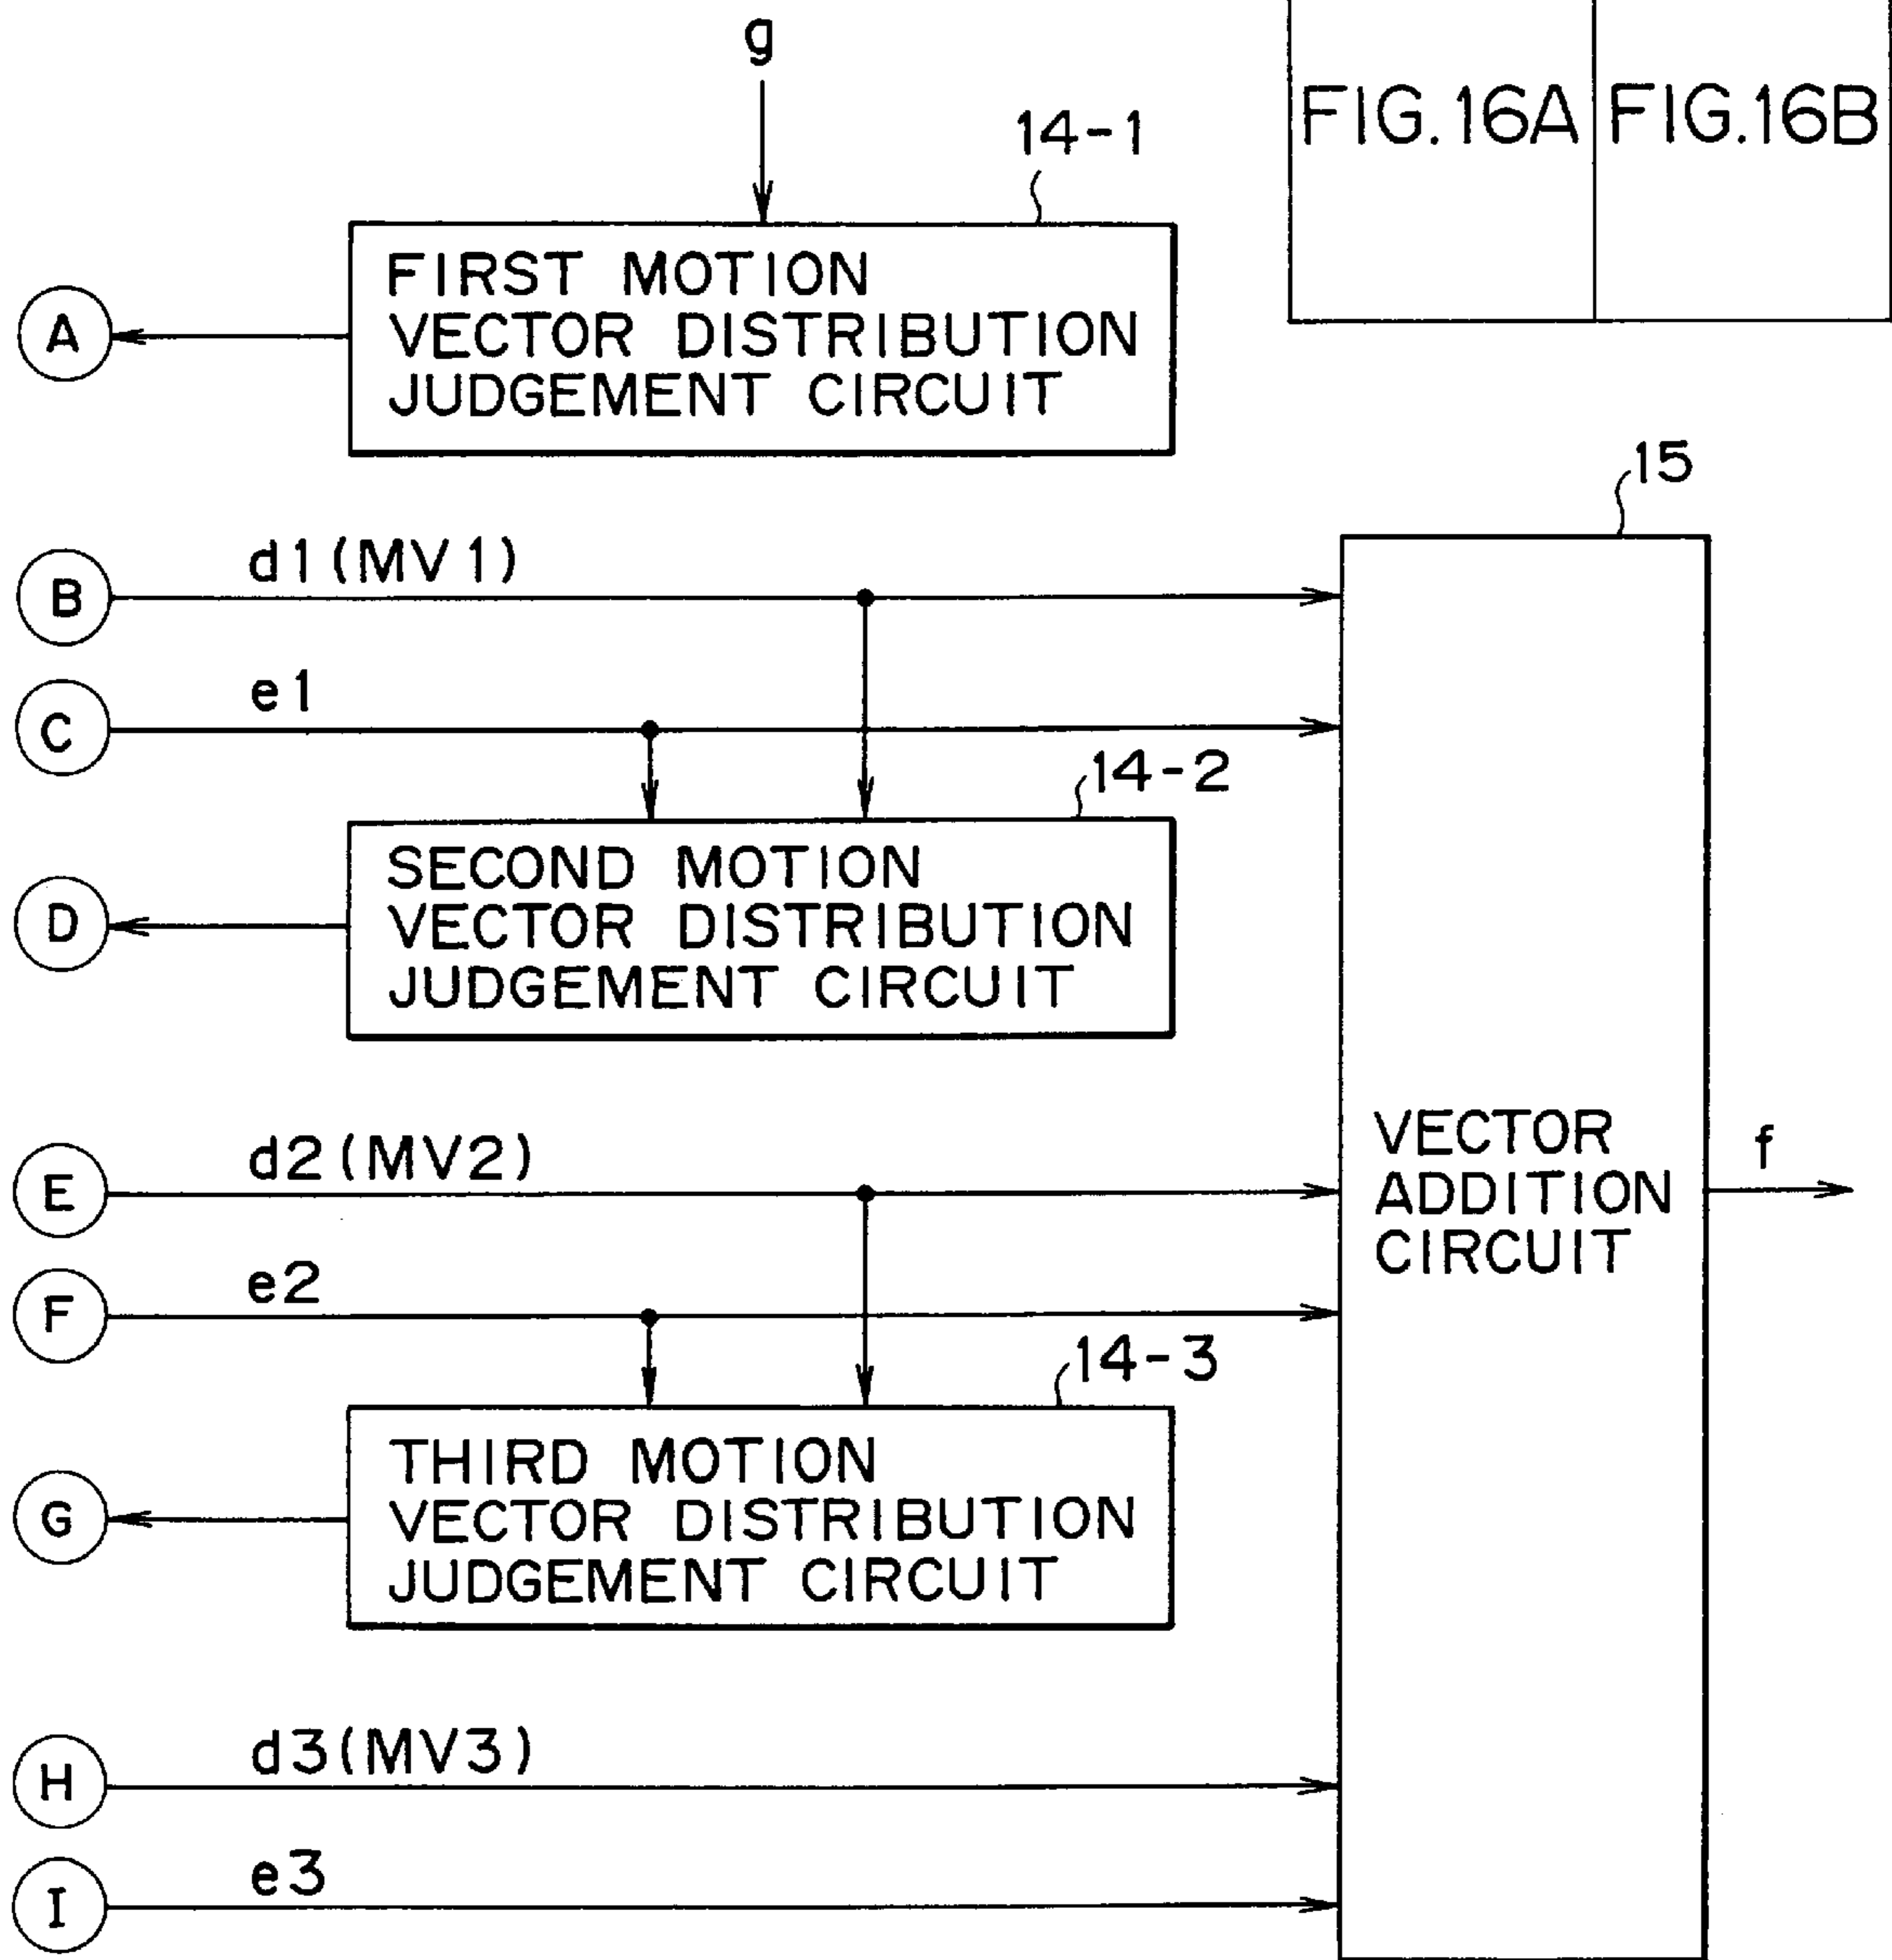 g
FIG. 16A
FIG. 16B
14-1
FIRST MOTION
VECTOR DISTRIBUTION
JUDGEMENT CIRCUIT
A
15
B
d1(MV1)
C
e1
14-2
SECOND MOTION
VECTOR DISTRIBUTION
JUDGEMENT CIRCUIT
D
E
d2(MV2)
VECTOR
ADDITION
CIRCUIT
f
F
e2
14-3
THIRD MOTION
VECTOR DISTRIBUTION
JUDGEMENT CIRCUIT
G
H
d3(MV3)
I
e3